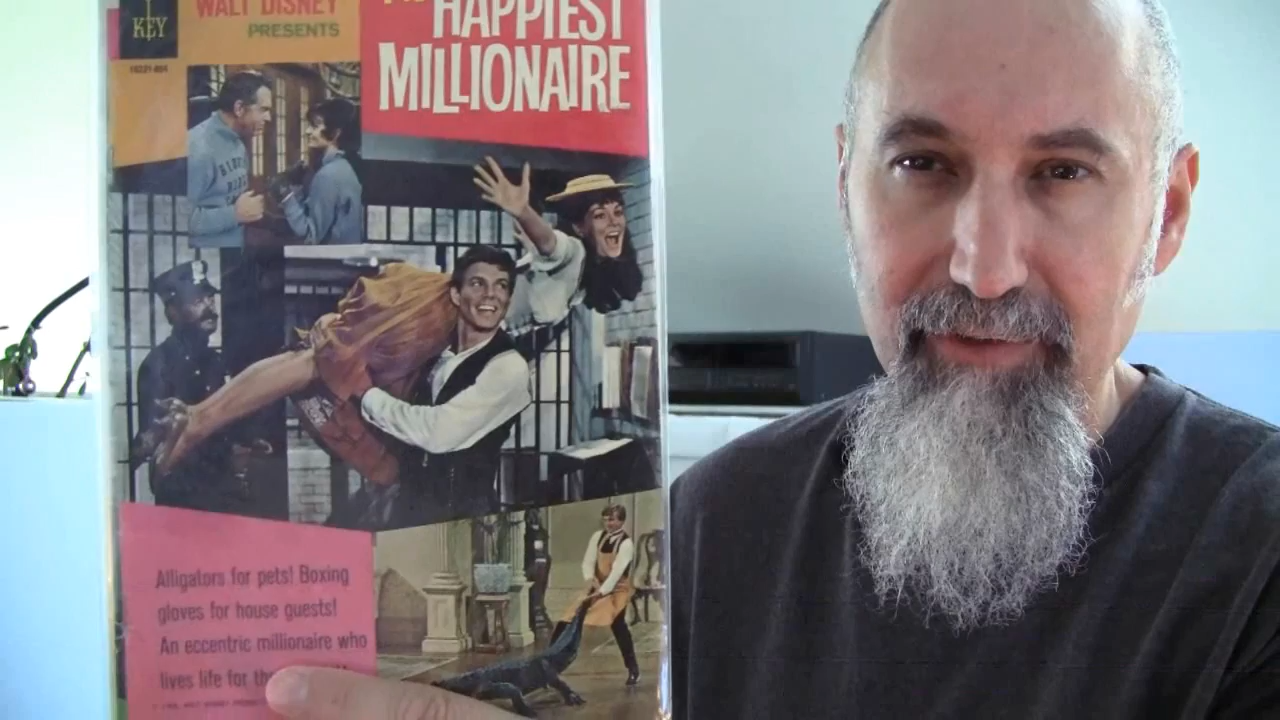 KEY
WALT DISNEY
PRESENTS
HAPPIEST
MILLIONAIRE
Alligators for pets! Boxing
gloves for house guests!
An eccentric millionaire who
lives life for